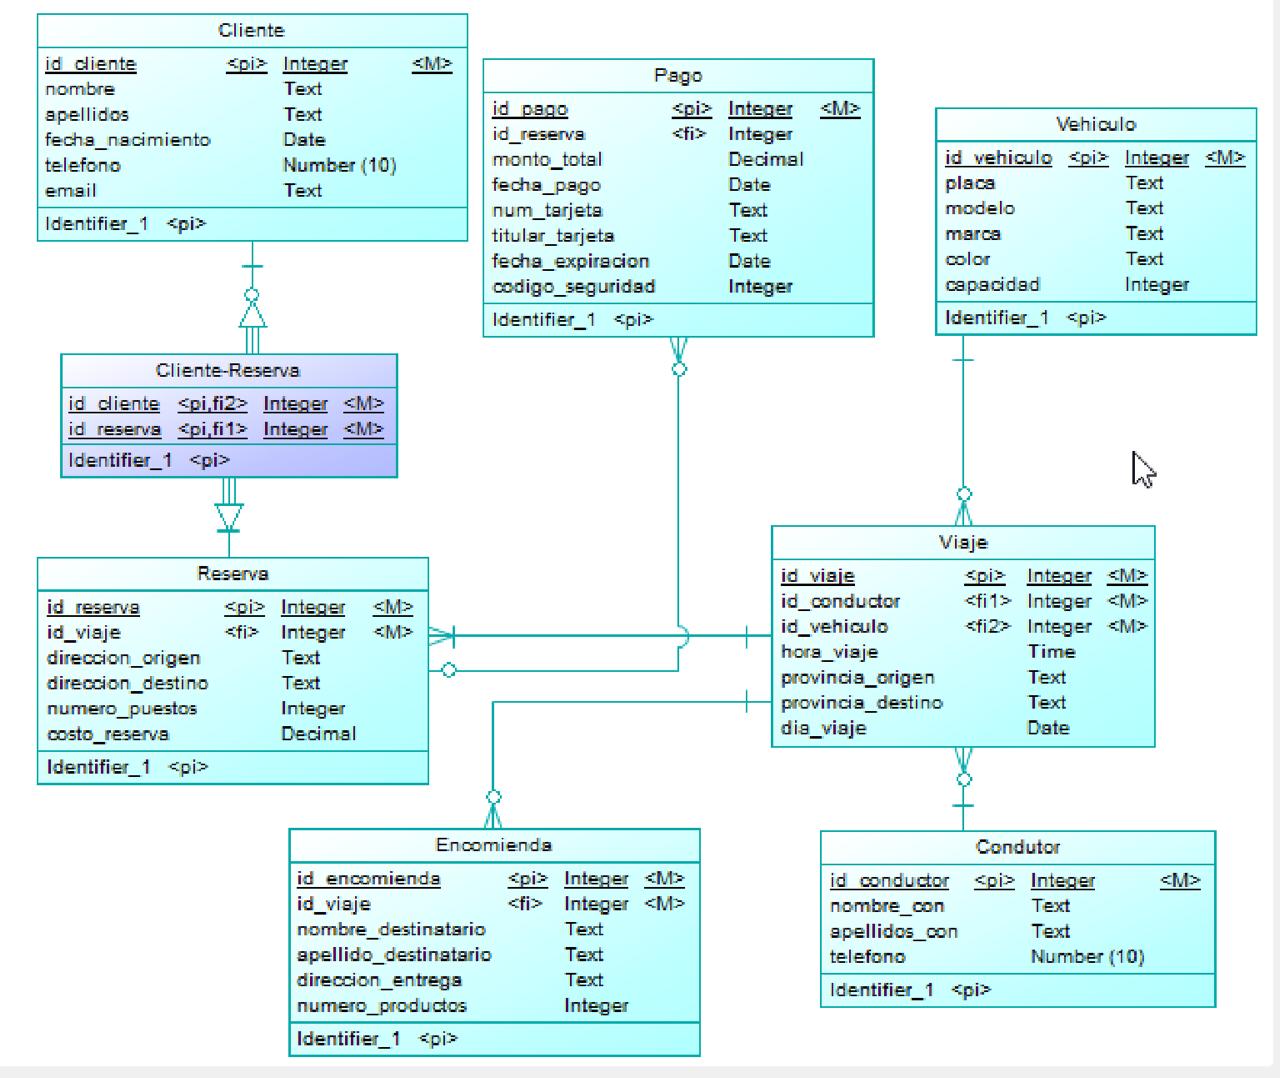 Cliente
id_cliente <pi> Integer <M>
nombre Text
apellidos Text
fecha_nacimiento Date
telefono Number (10)
email Text
Identifier_1 <pi>
Pago
id_pago <pi> Integer <M>
id_reserva <fi> Integer
monto_total Decimal
fecha_pago Date
num_tarjeta Text
titular_tarjeta Text
fecha_expiracion Date
codigo_seguridad Integer
Identifier_1 <pi>
Vehiculo
id_vehiculo <pi> Integer <M>
placa Text
modelo Text
marca Text
color Text
capacidad Integer
Identifier_1 <pi>
Cliente-Reserva
id_cliente <pi,fi2> Integer <M>
id_reserva <pi,fi1> Integer <M>
Identifier_1 <pi>
Reserva
id_reserva <pi> Integer <M>
id_viaje <fi> Integer <M>
direccion_origen Text
direccion_destino Text
numero_puestos Integer
costo_reserva Decimal
Identifier_1 <pi>
Viaje
id_viaje <pi> Integer <M>
id_conductor <fi1> Integer <M>
id_vehiculo <fi2> Integer <M>
hora_viaje Time
provincia_origen Text
provincia_destino Text
dia_viaje Date
Encomienda
id_encomienda <pi> Integer <M>
id_viaje <fi> Integer <M>
nombre_destinatario Text
apellido_destinatario Text
direccion_entrega Text
numero_productos Integer
Identifier_1 <pi>
Condutor
id_conductor <pi> Integer <M>
nombre_con Text
apellidos_con Text
telefono Number (10)
Identifier_1 <pi>